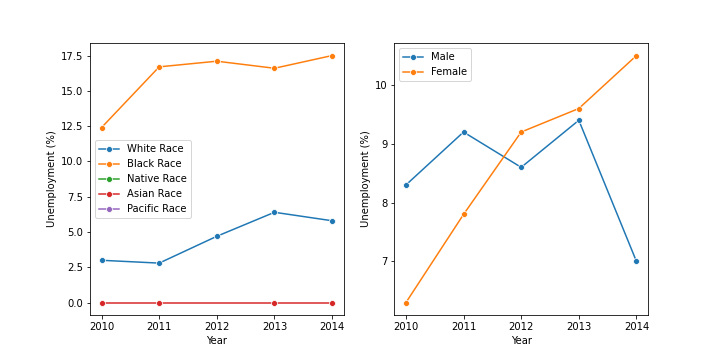 17.5
15.0
12.5
10.0
7.5
5.0
2.5
0.0
Unemployment (%)
White Race
Black Race
Native Race
Asian Race
Pacific Race
2010 2011 2012 2013 2014
Year
10
9
8
7
Unemployment (%)
Male
Female
2010 2011 2012 2013 2014
Year